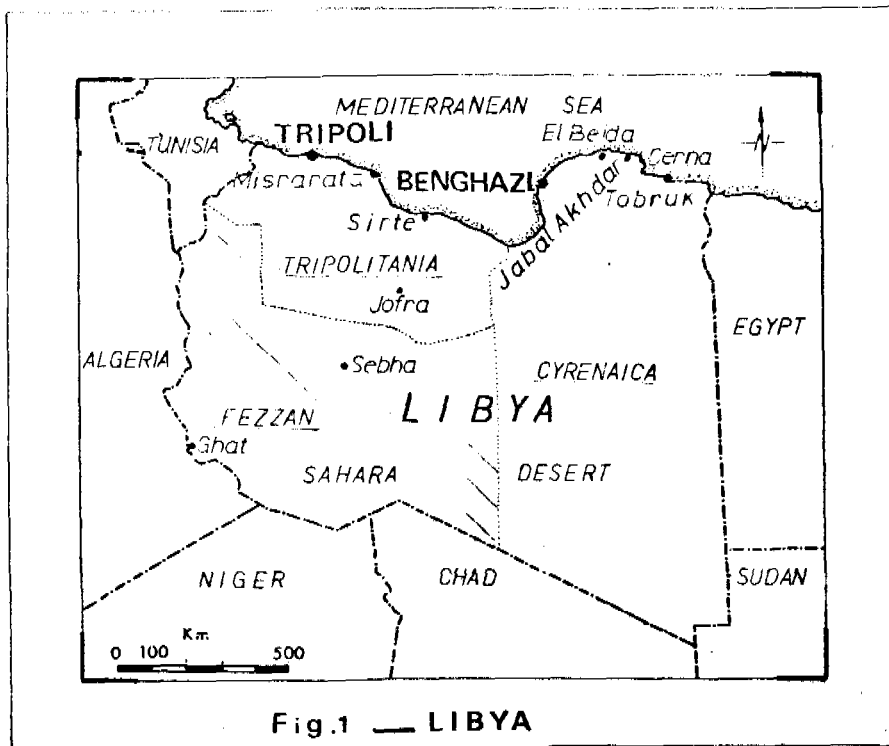 MEDITERRANEAN SEA
TUNISIA
TRIPOLI
El Beida
Cerna
-N-
Misrarata
BENGHAZI
Tobruk
Sirte
Jabal Akhdar
TRIPOLITANIA
Jofra
EGYPT
ALGERIA
Sebha
CYRENAICA
LIBYA
FEZZAN
Ghat
SAHARA DESERT
NIGER
CHAD
SUDAN
Km.
0 100 500
Fig.1 — LIBYA